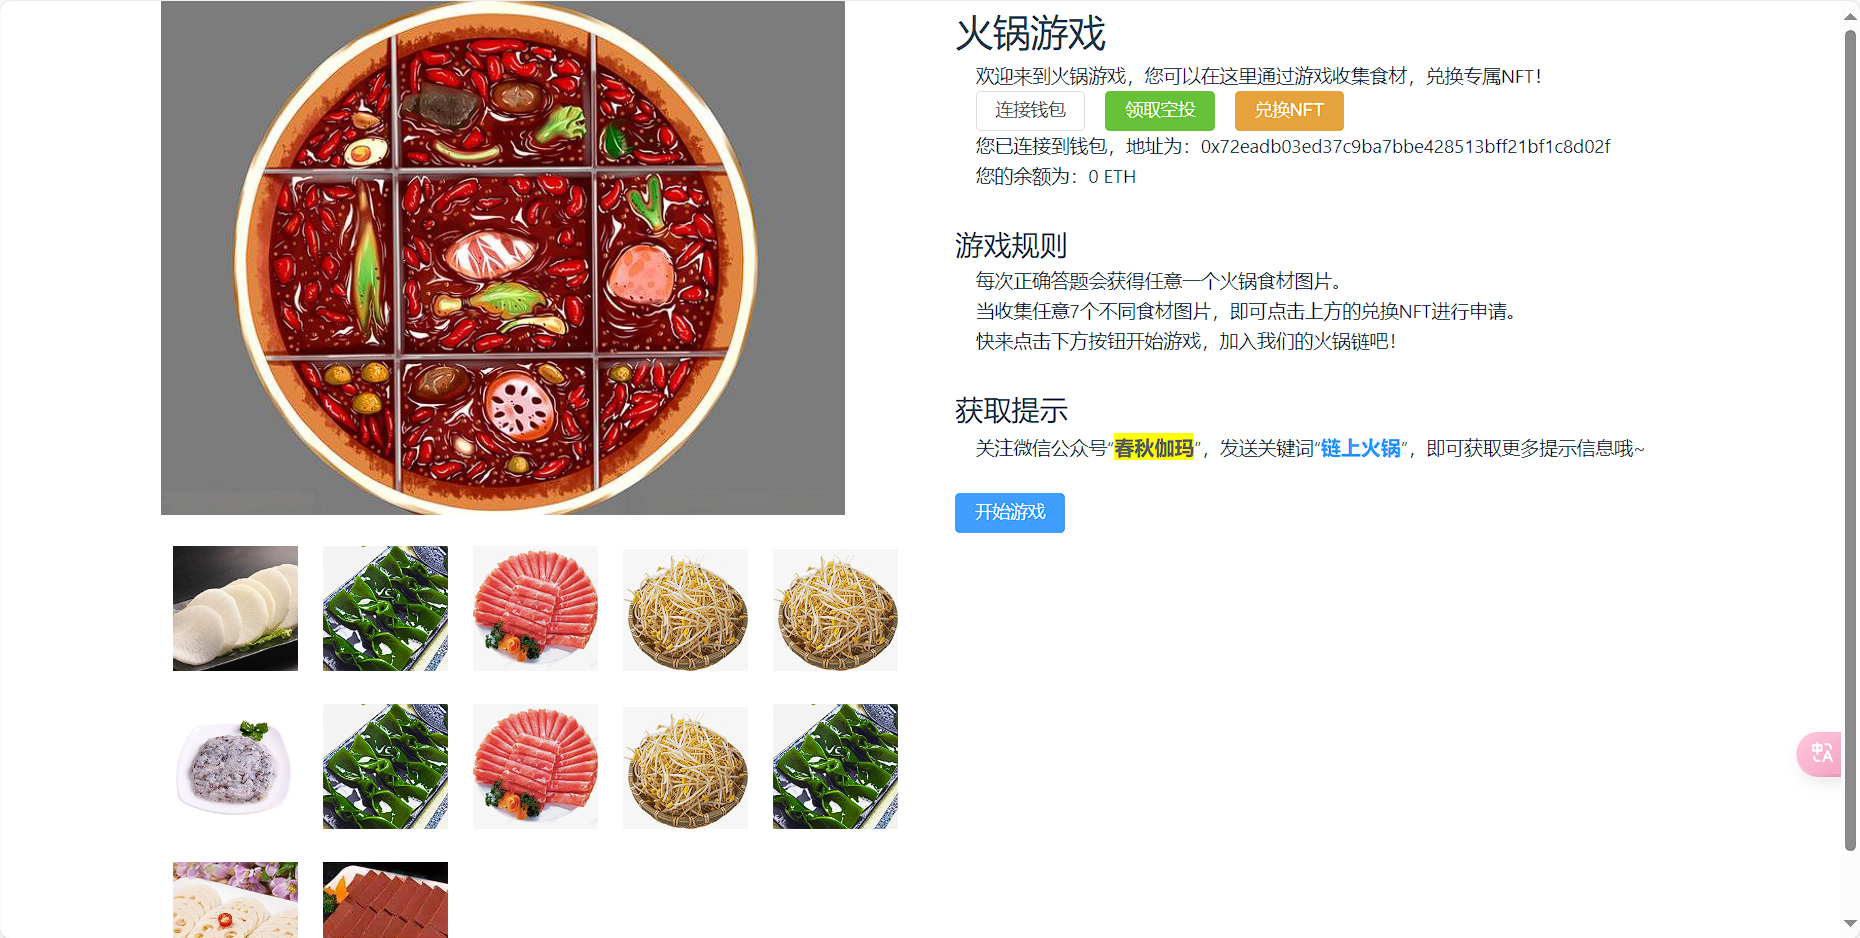 火锅游戏
欢迎来到火锅游戏，您可以在这里通过游戏收集食材，兑换专属NFT！
连接钱包 领取空投 兑换NFT
您已连接到钱包，地址为：0x72eadb03ed37c9ba7bbe428513bff21bf1c8d02f
您的余额为：0 ETH
游戏规则
每次正确答题会获得任意一个火锅食材图片。
当收集任意7个不同食材图片，即可点击上方的兑换NFT进行申请。
快来点击下方按钮开始游戏，加入我们的火锅链吧！
获取提示
关注微信公众号“春秋伽玛”，发送关键词“链上火锅”，即可获取更多提示信息哦~
开始游戏
中
A